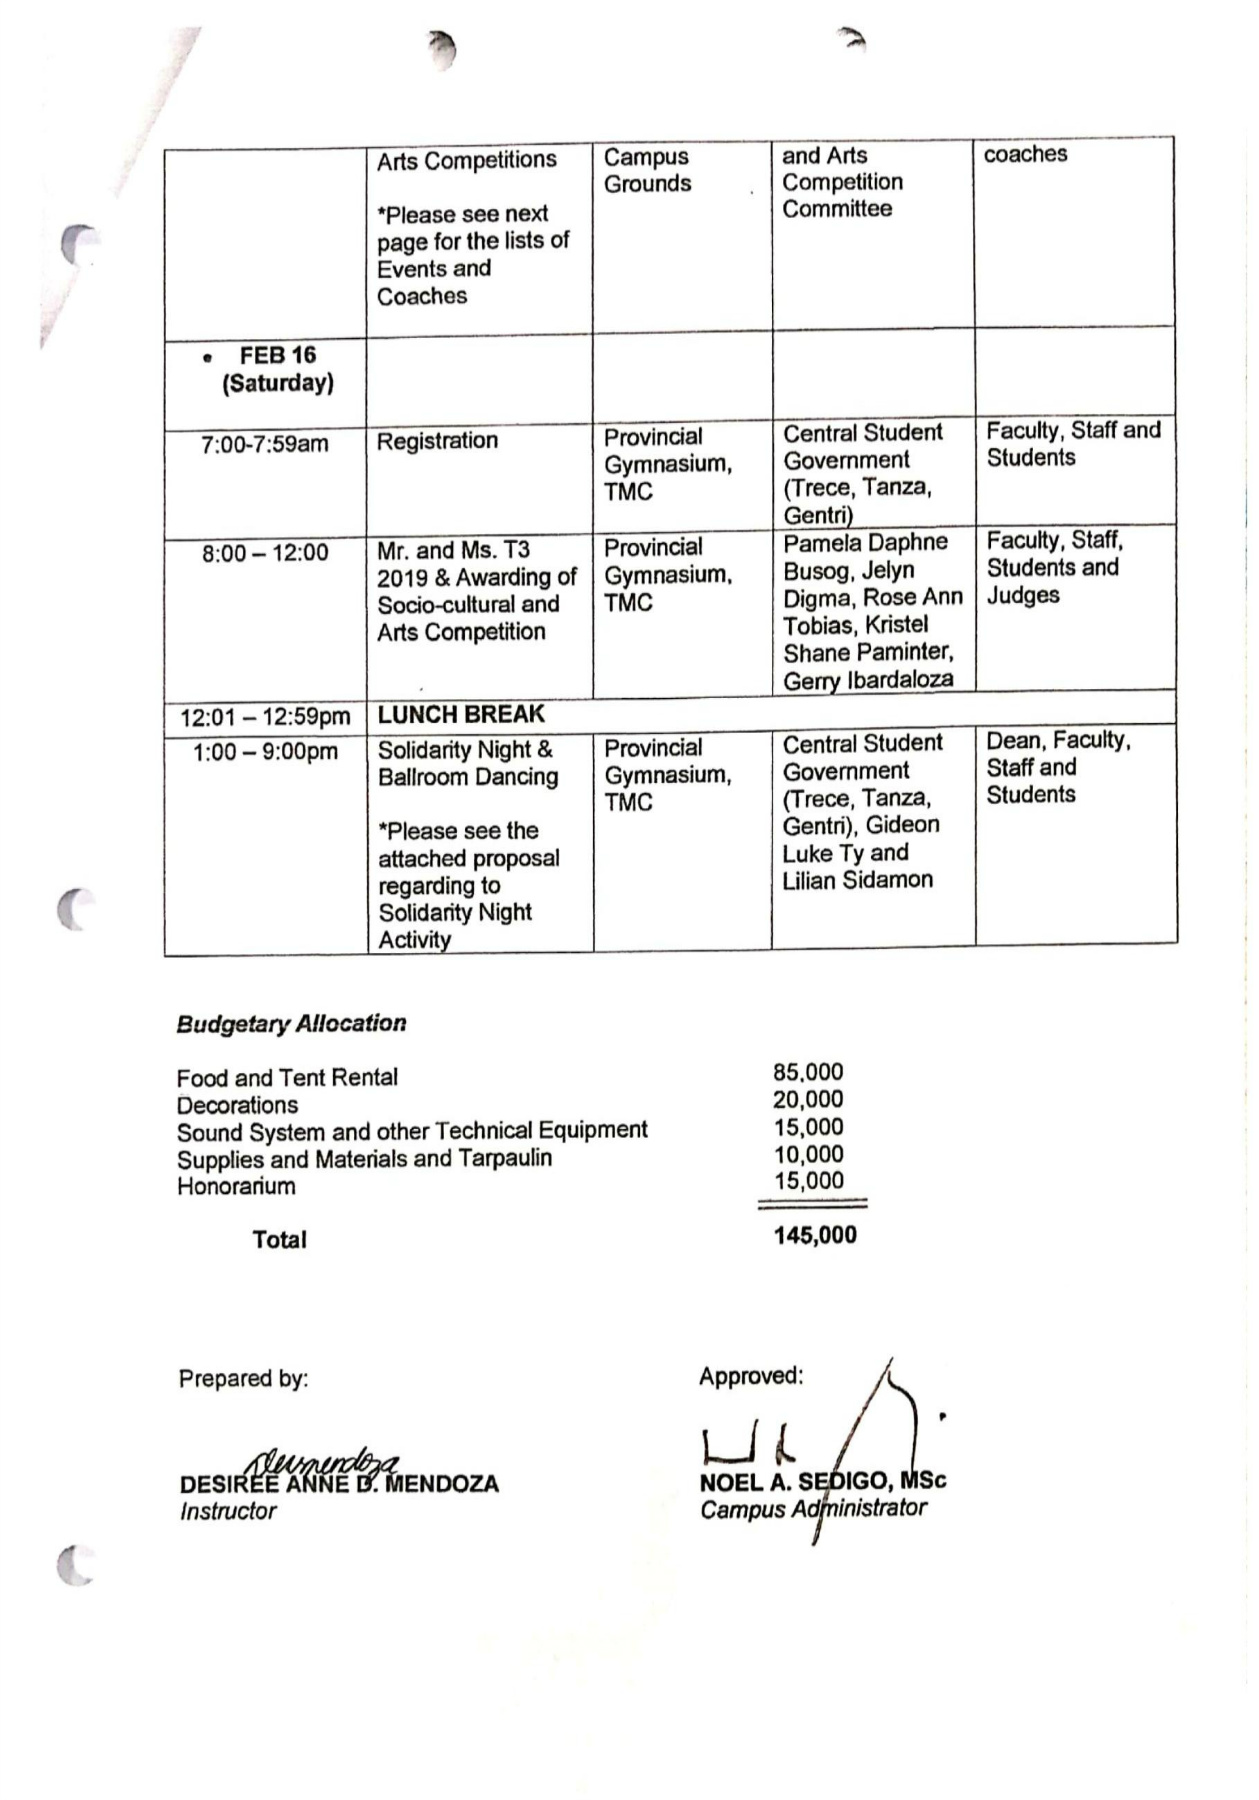 Arts Competitions
*Please see next
page for the lists of
Events and
Coaches
Campus
Grounds
and Arts
Competition
Committee
coaches
• FEB 16
(Saturday)
7:00-7:59am
Registration
Provincial
Gymnasium,
TMC
Central Student
Government
(Trece, Tanza,
Gentri)
Faculty, Staff and
Students
8:00 – 12:00
Mr. and Ms. T3
2019 & Awarding of
Socio-cultural and
Arts Competition
Provincial
Gymnasium,
TMC
Pamela Daphne
Busog, Jelyn
Digma, Rose Ann
Tobias, Kristel
Shane Paminter,
Gerry Ibardaloza
Faculty, Staff,
Students and
Judges
12:01 – 12:59pm
LUNCH BREAK
1:00 – 9:00pm
Solidarity Night &
Ballroom Dancing
*Please see the
attached proposal
regarding to
Solidarity Night
Activity
Provincial
Gymnasium,
TMC
Central Student
Government
(Trece, Tanza,
Gentri), Gideon
Luke Ty and
Lilian Sidamon
Dean, Faculty,
Staff and
Students
Budgetary Allocation
Food and Tent Rental 85,000
Decorations 20,000
Sound System and other Technical Equipment 15,000
Supplies and Materials and Tarpaulin 10,000
Honorarium 15,000
Total 145,000
Prepared by:
DESIREE ANNE D. MENDOZA
Instructor
Approved:
NOEL A. SEDIGO, MSc
Campus Administrator